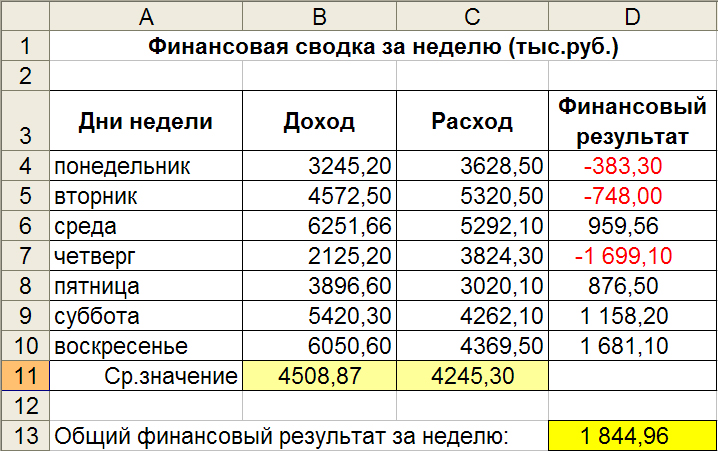 A B C D
1 Финансовая сводка за неделю (тыс.руб.)
2
3 Дни недели Доход Расход Финансовый результат
4 понедельник 3245,20 3628,50 -383,30
5 вторник 4572,50 5320,50 -748,00
6 среда 6251,66 5292,10 959,56
7 четверг 2125,20 3824,30 -1 699,10
8 пятница 3896,60 3020,10 876,50
9 суббота 5420,30 4262,10 1 158,20
10 воскресенье 6050,60 4369,50 1 681,10
11 Ср.значение 4508,87 4245,30
12
13 Общий финансовый результат за неделю: 1 844,96